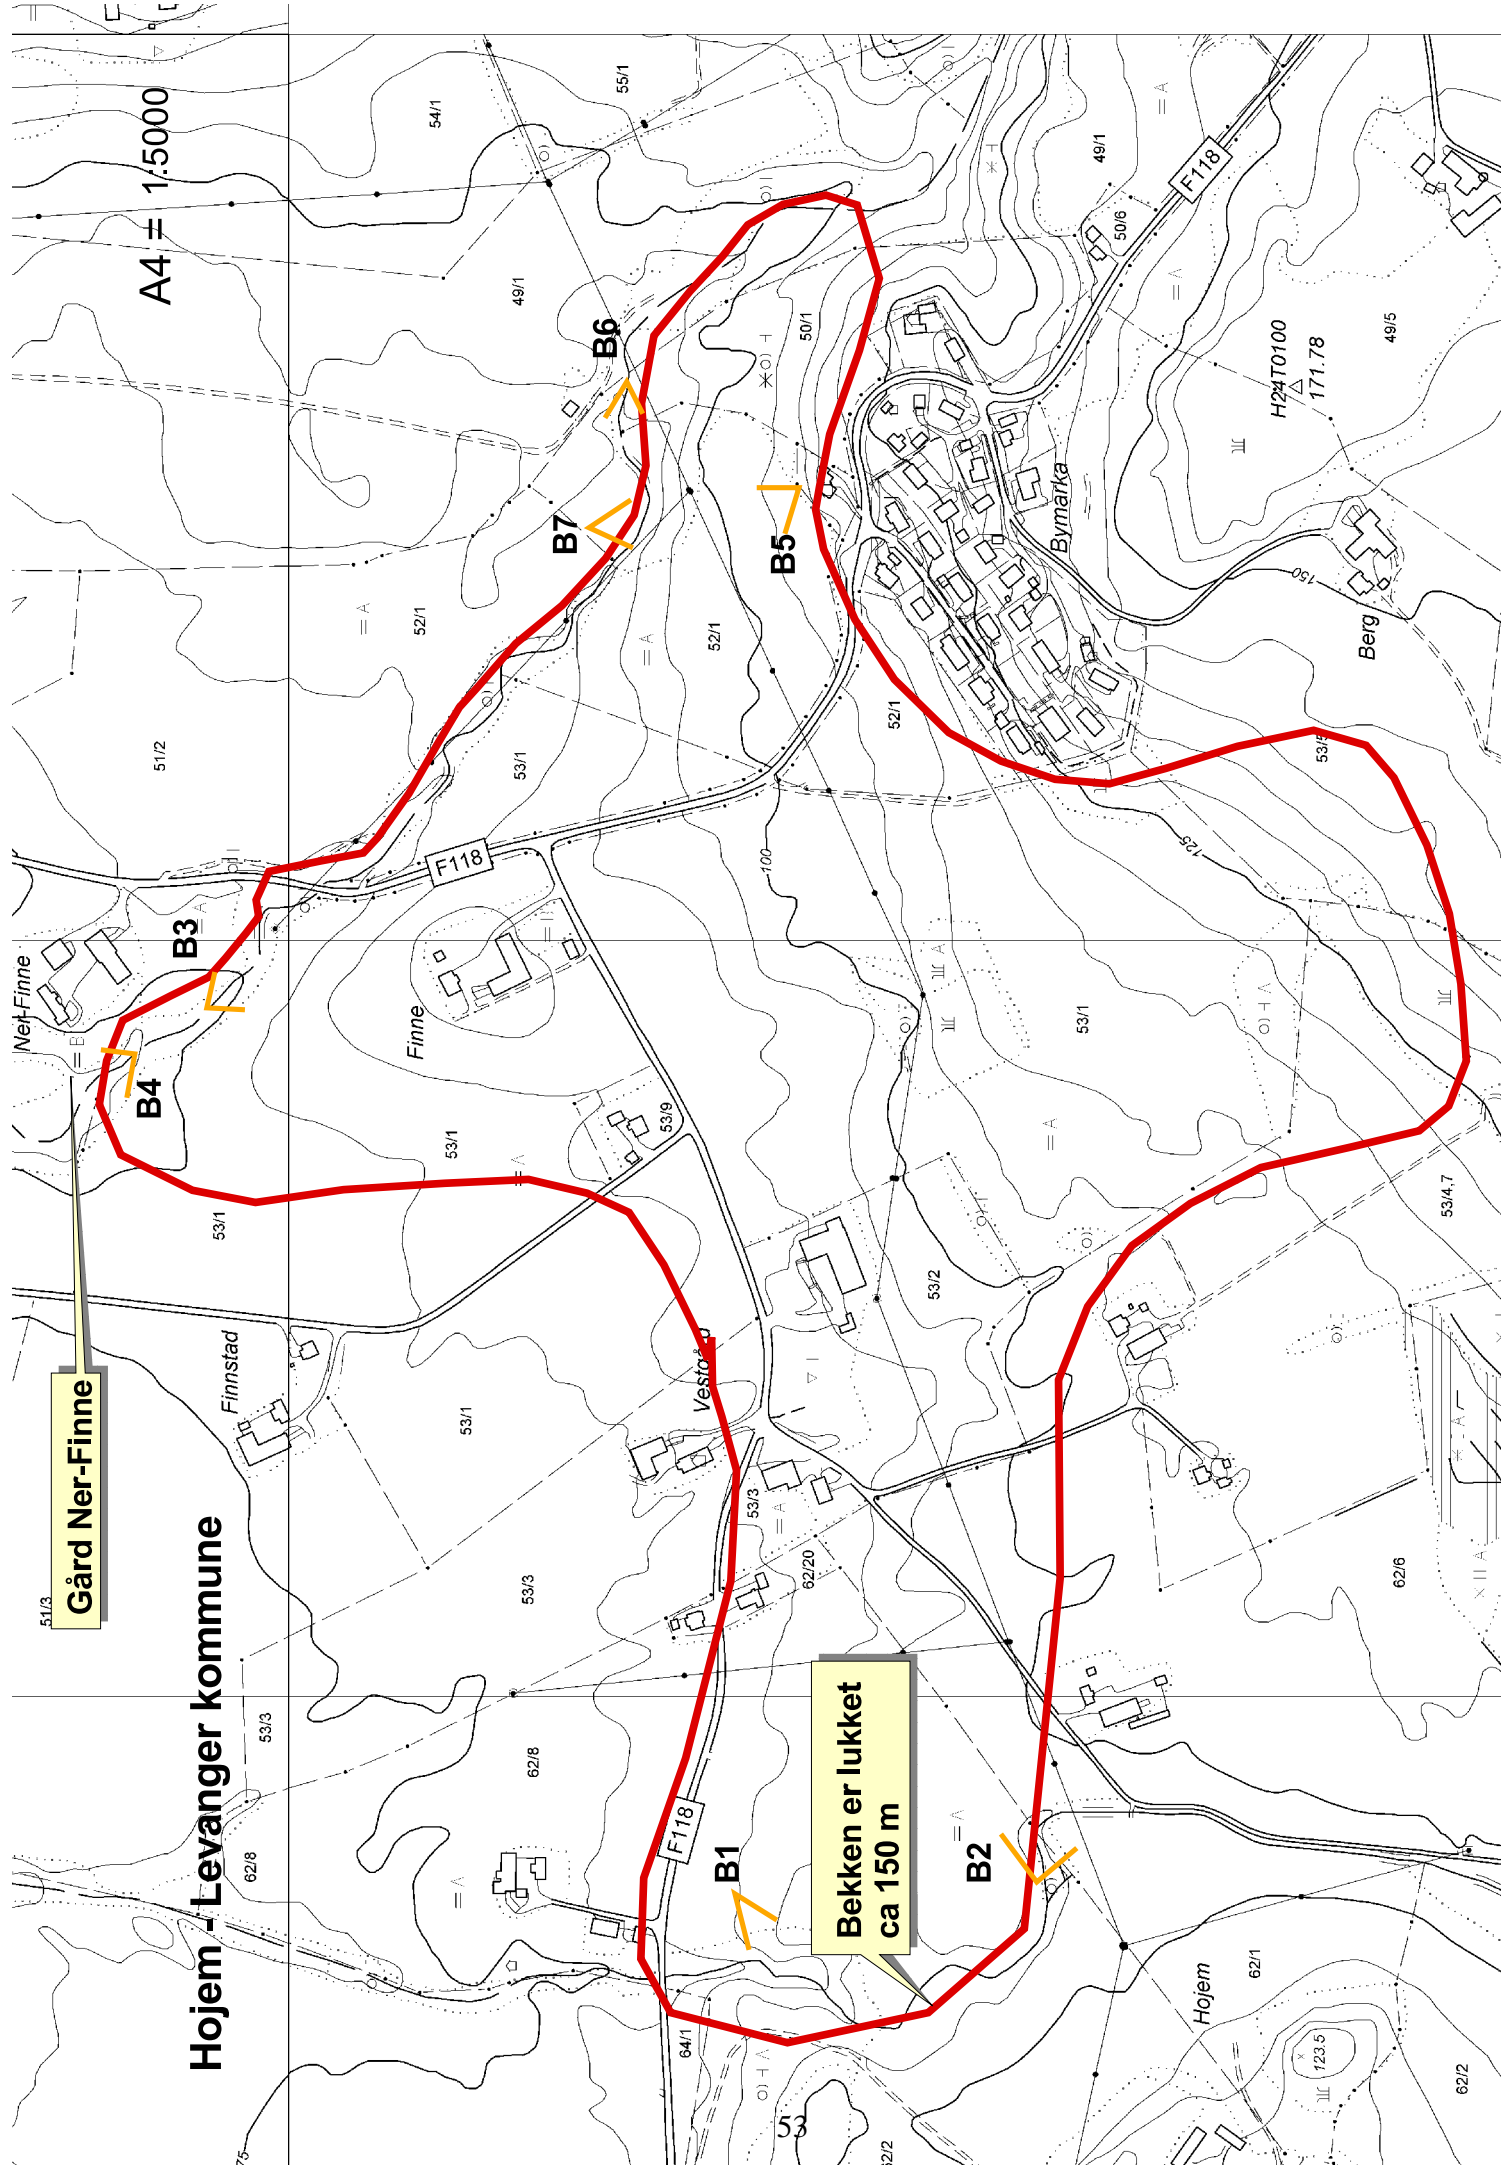 Hojem - Levanger kommune
A4 = 1:5000
Gård Ner-Finne
Bekken er lukket
ca 150 m
B1
B2
B3
B4
B5
B6
B7
Ner-Finne
Finne
Finnstad
Bymarka
Berg
Hojem
F118
F118
F118
H24T0100
171.78
123.5
100
125
150
75
51/3
51/2
52/1
52/1
52/1
54/1
55/1
49/1
49/1
49/5
50/1
50/6
53/1
53/1
53/1
53/1
53/1
53/2
53/3
53/3
53/3
53/4,7
53/5
53/9
62/8
62/8
62/20
62/6
62/1
62/2
64/1
53